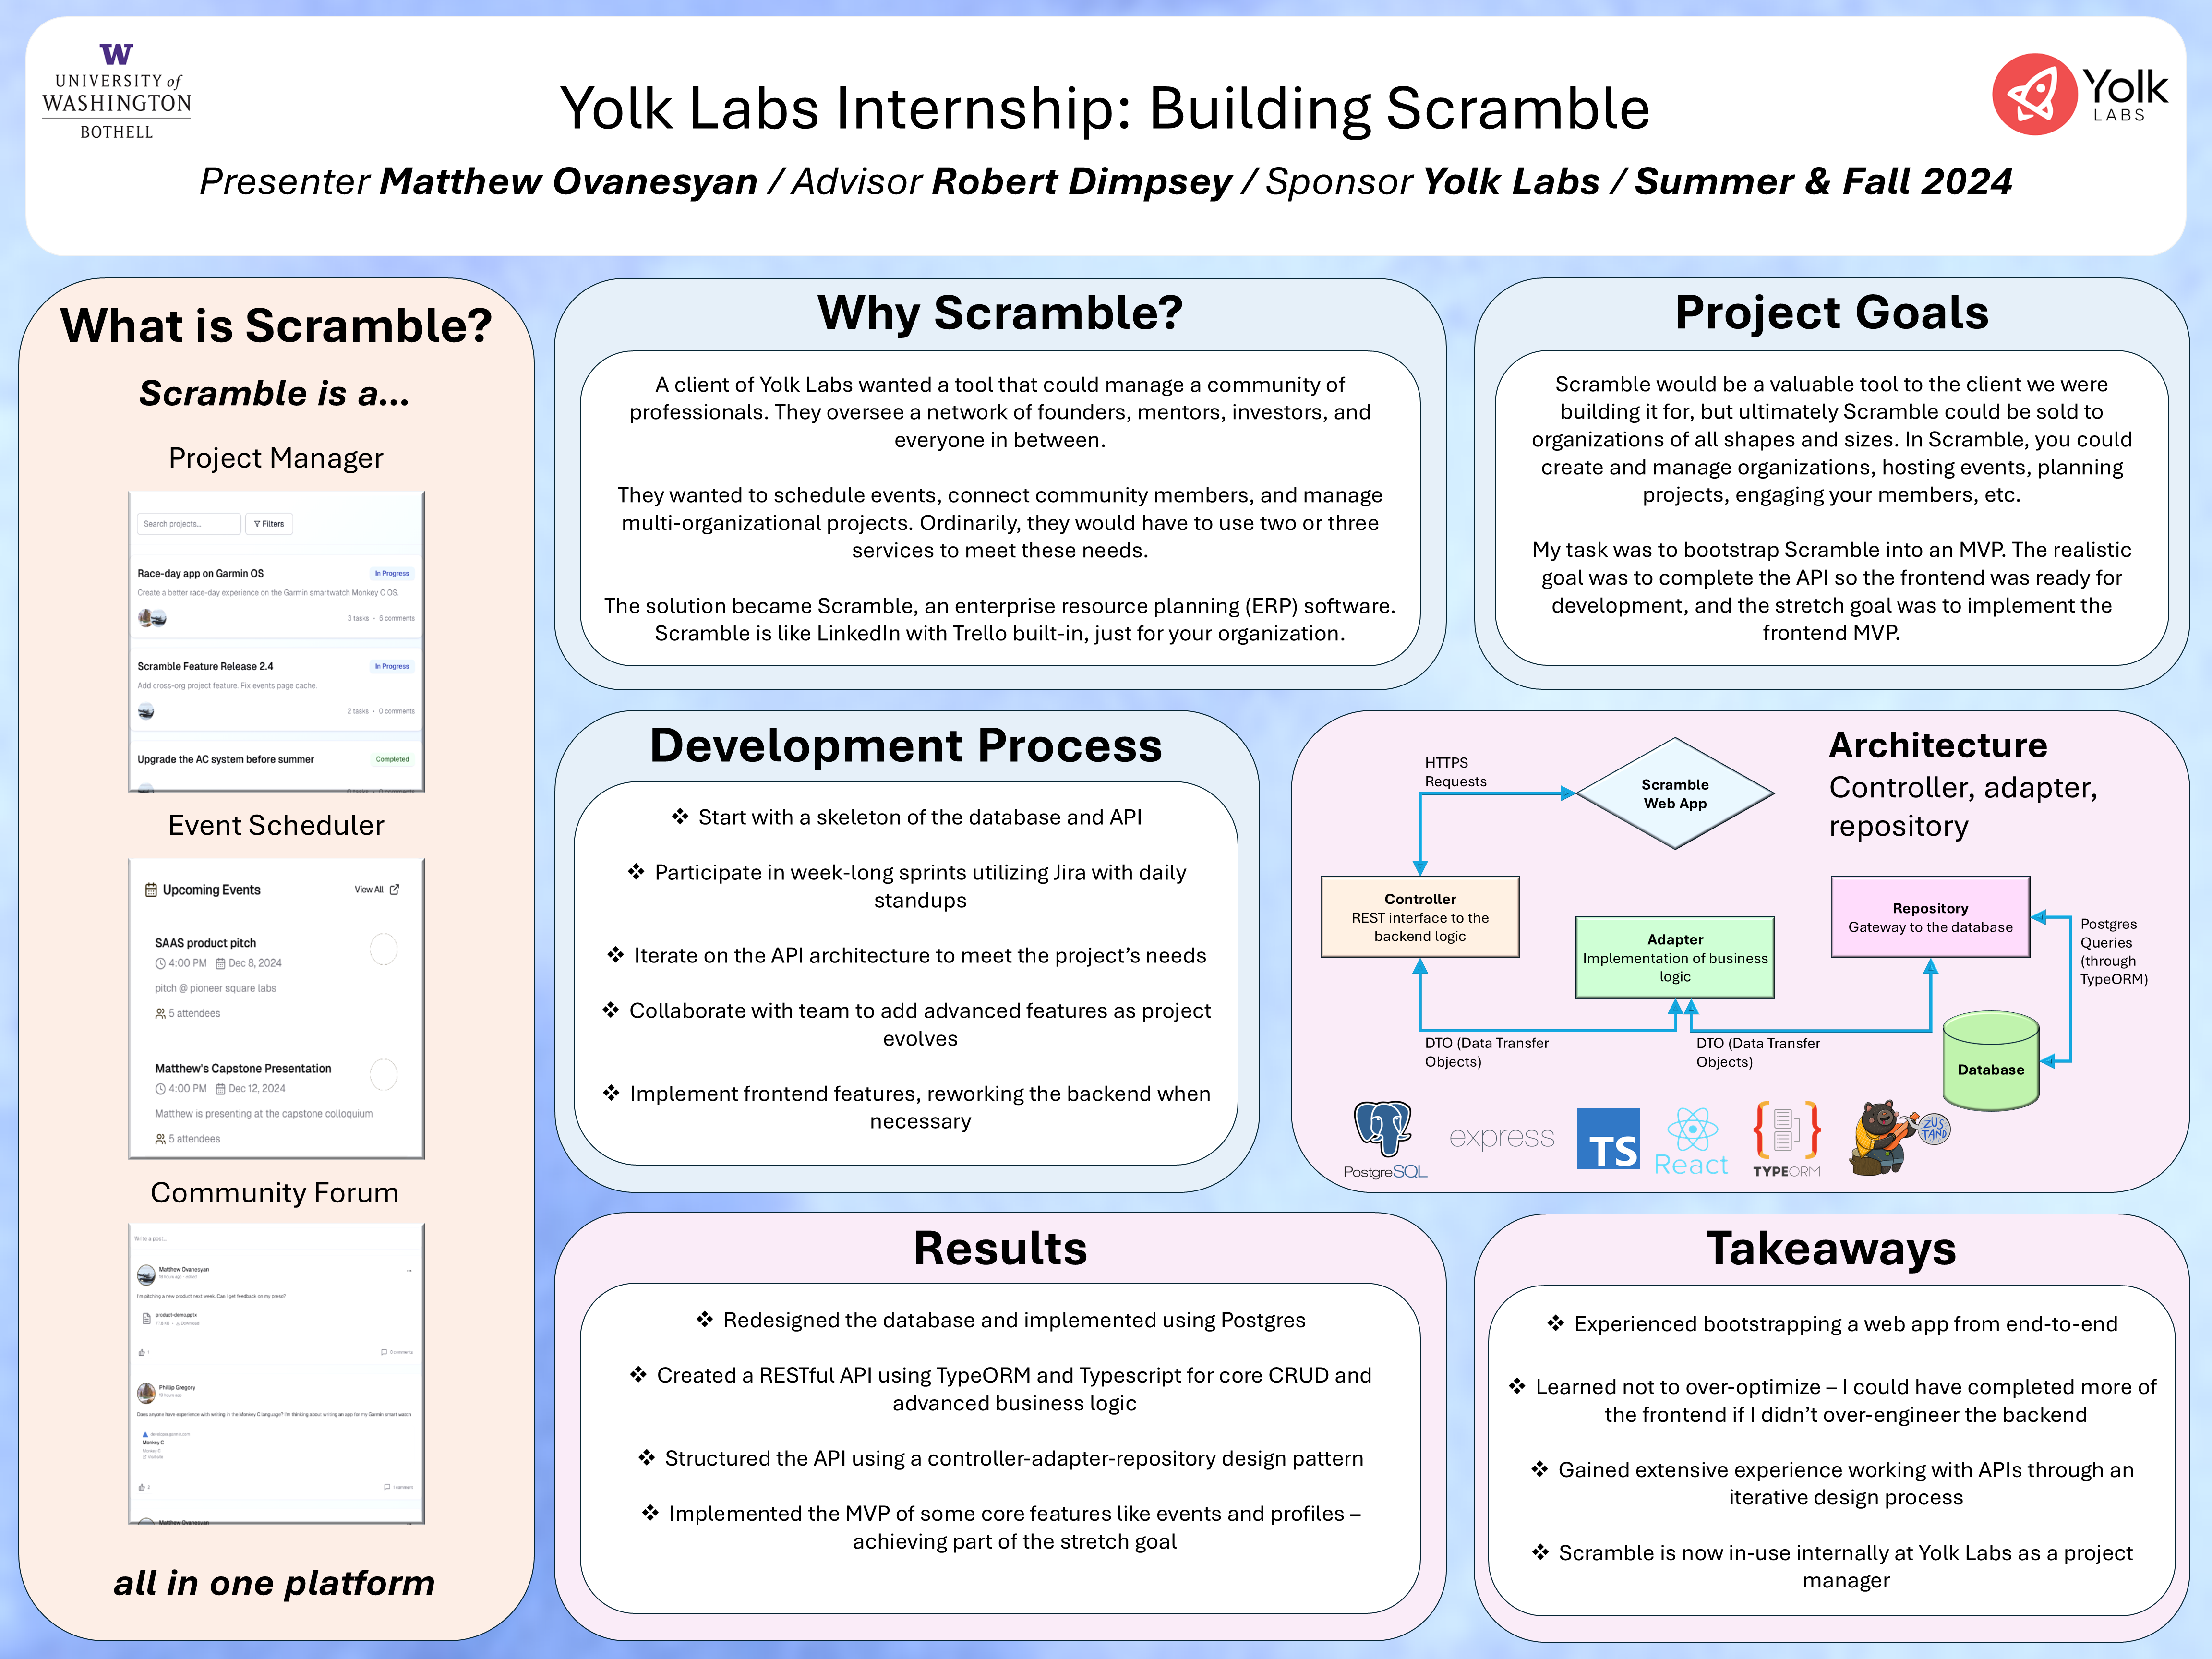 W
UNIVERSITY of
WASHINGTON
BOTHELL
Yolk Labs Internship: Building Scramble
Yolk
LABS
Presenter Matthew Ovanesyan / Advisor Robert Dimpsey / Sponsor Yolk Labs / Summer & Fall 2024
What is Scramble?
Scramble is a...
Project Manager
Search projects...
Filters
Race-day app on Garmin OS
In Progress
Create a better race-day experience on the Garmin smartwatch Monkey C OS.
3 tasks • 6 comments
Scramble Feature Release 2.4
In Progress
Add cross-org project feature. Fix events page cache.
2 tasks • 0 comments
Upgrade the AC system before summer
Completed
Event Scheduler
Upcoming Events
View All
SAAS product pitch
4:00 PM Dec 8, 2024
pitch @ pioneer square labs
5 attendees
Matthew's Capstone Presentation
4:00 PM Dec 12, 2024
Matthew is presenting at the capstone colloquium
5 attendees
Community Forum
Write a post...
Matthew Ovanesyan
18 hours ago • edited
I'm pitching a new product next week. Can I get feedback on my preso?
product-demo.pptx
Download
1
3 comments
Phillip Gregory
18 hours ago
Does anyone have experience with writing in the Monkey C language? I'm thinking about writing an app for my Garmin smart watch
developer.garmin.com
Monkey C
Monkey C
Visit site
2
1 comment
Matthew Ovanesyan
all in one platform
Why Scramble?
A client of Yolk Labs wanted a tool that could manage a community of
professionals. They oversee a network of founders, mentors, investors, and
everyone in between.
They wanted to schedule events, connect community members, and manage
multi-organizational projects. Ordinarily, they would have to use two or three
services to meet these needs.
The solution became Scramble, an enterprise resource planning (ERP) software.
Scramble is like LinkedIn with Trello built-in, just for your organization.
Project Goals
Scramble would be a valuable tool to the client we were
building it for, but ultimately Scramble could be sold to
organizations of all shapes and sizes. In Scramble, you could
create and manage organizations, hosting events, planning
projects, engaging your members, etc.
My task was to bootstrap Scramble into an MVP. The realistic
goal was to complete the API so the frontend was ready for
development, and the stretch goal was to implement the
frontend MVP.
Development Process
❖ Start with a skeleton of the database and API
❖ Participate in week-long sprints utilizing Jira with daily
standups
❖ Iterate on the API architecture to meet the project's needs
❖ Collaborate with team to add advanced features as project
evolves
❖ Implement frontend features, reworking the backend when
necessary
Architecture
Controller, adapter,
repository
HTTPS
Requests
Scramble
Web App
Controller
REST interface to the
backend logic
Adapter
Implementation of business
logic
Repository
Gateway to the database
Postgres
Queries
(through
TypeORM)
DTO (Data Transfer
Objects)
DTO (Data Transfer
Objects)
Database
PostgreSQL
express
TS
React
TYPEORM
ZUSTAND
Results
❖ Redesigned the database and implemented using Postgres
❖ Created a RESTful API using TypeORM and Typescript for core CRUD and
advanced business logic
❖ Structured the API using a controller-adapter-repository design pattern
❖ Implemented the MVP of some core features like events and profiles –
achieving part of the stretch goal
Takeaways
❖ Experienced bootstrapping a web app from end-to-end
❖ Learned not to over-optimize – I could have completed more of
the frontend if I didn't over-engineer the backend
❖ Gained extensive experience working with APIs through an
iterative design process
❖ Scramble is now in-use internally at Yolk Labs as a project
manager